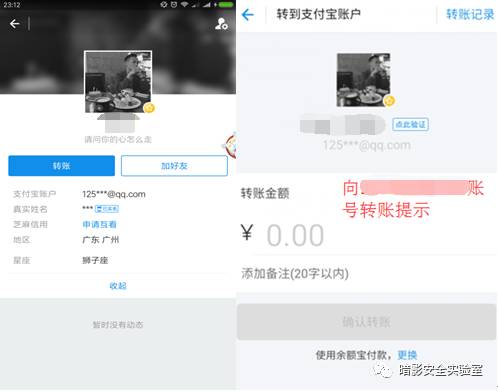 23:12
请问你的心怎么走
转账
加好友
支付宝账户 125***@qq.com
真实姓名 ***
芝麻信用 申请互看
地区 广东 广州
星座 狮子座
收起
暂时没有动态
转到支付宝账户
转账记录
点此验证
125***@qq.com
转账金额
向 账
号转账提示
¥ 0.00
添加备注(20字以内)
确认转账
使用余额宝付款，更换
暗影安全实验室